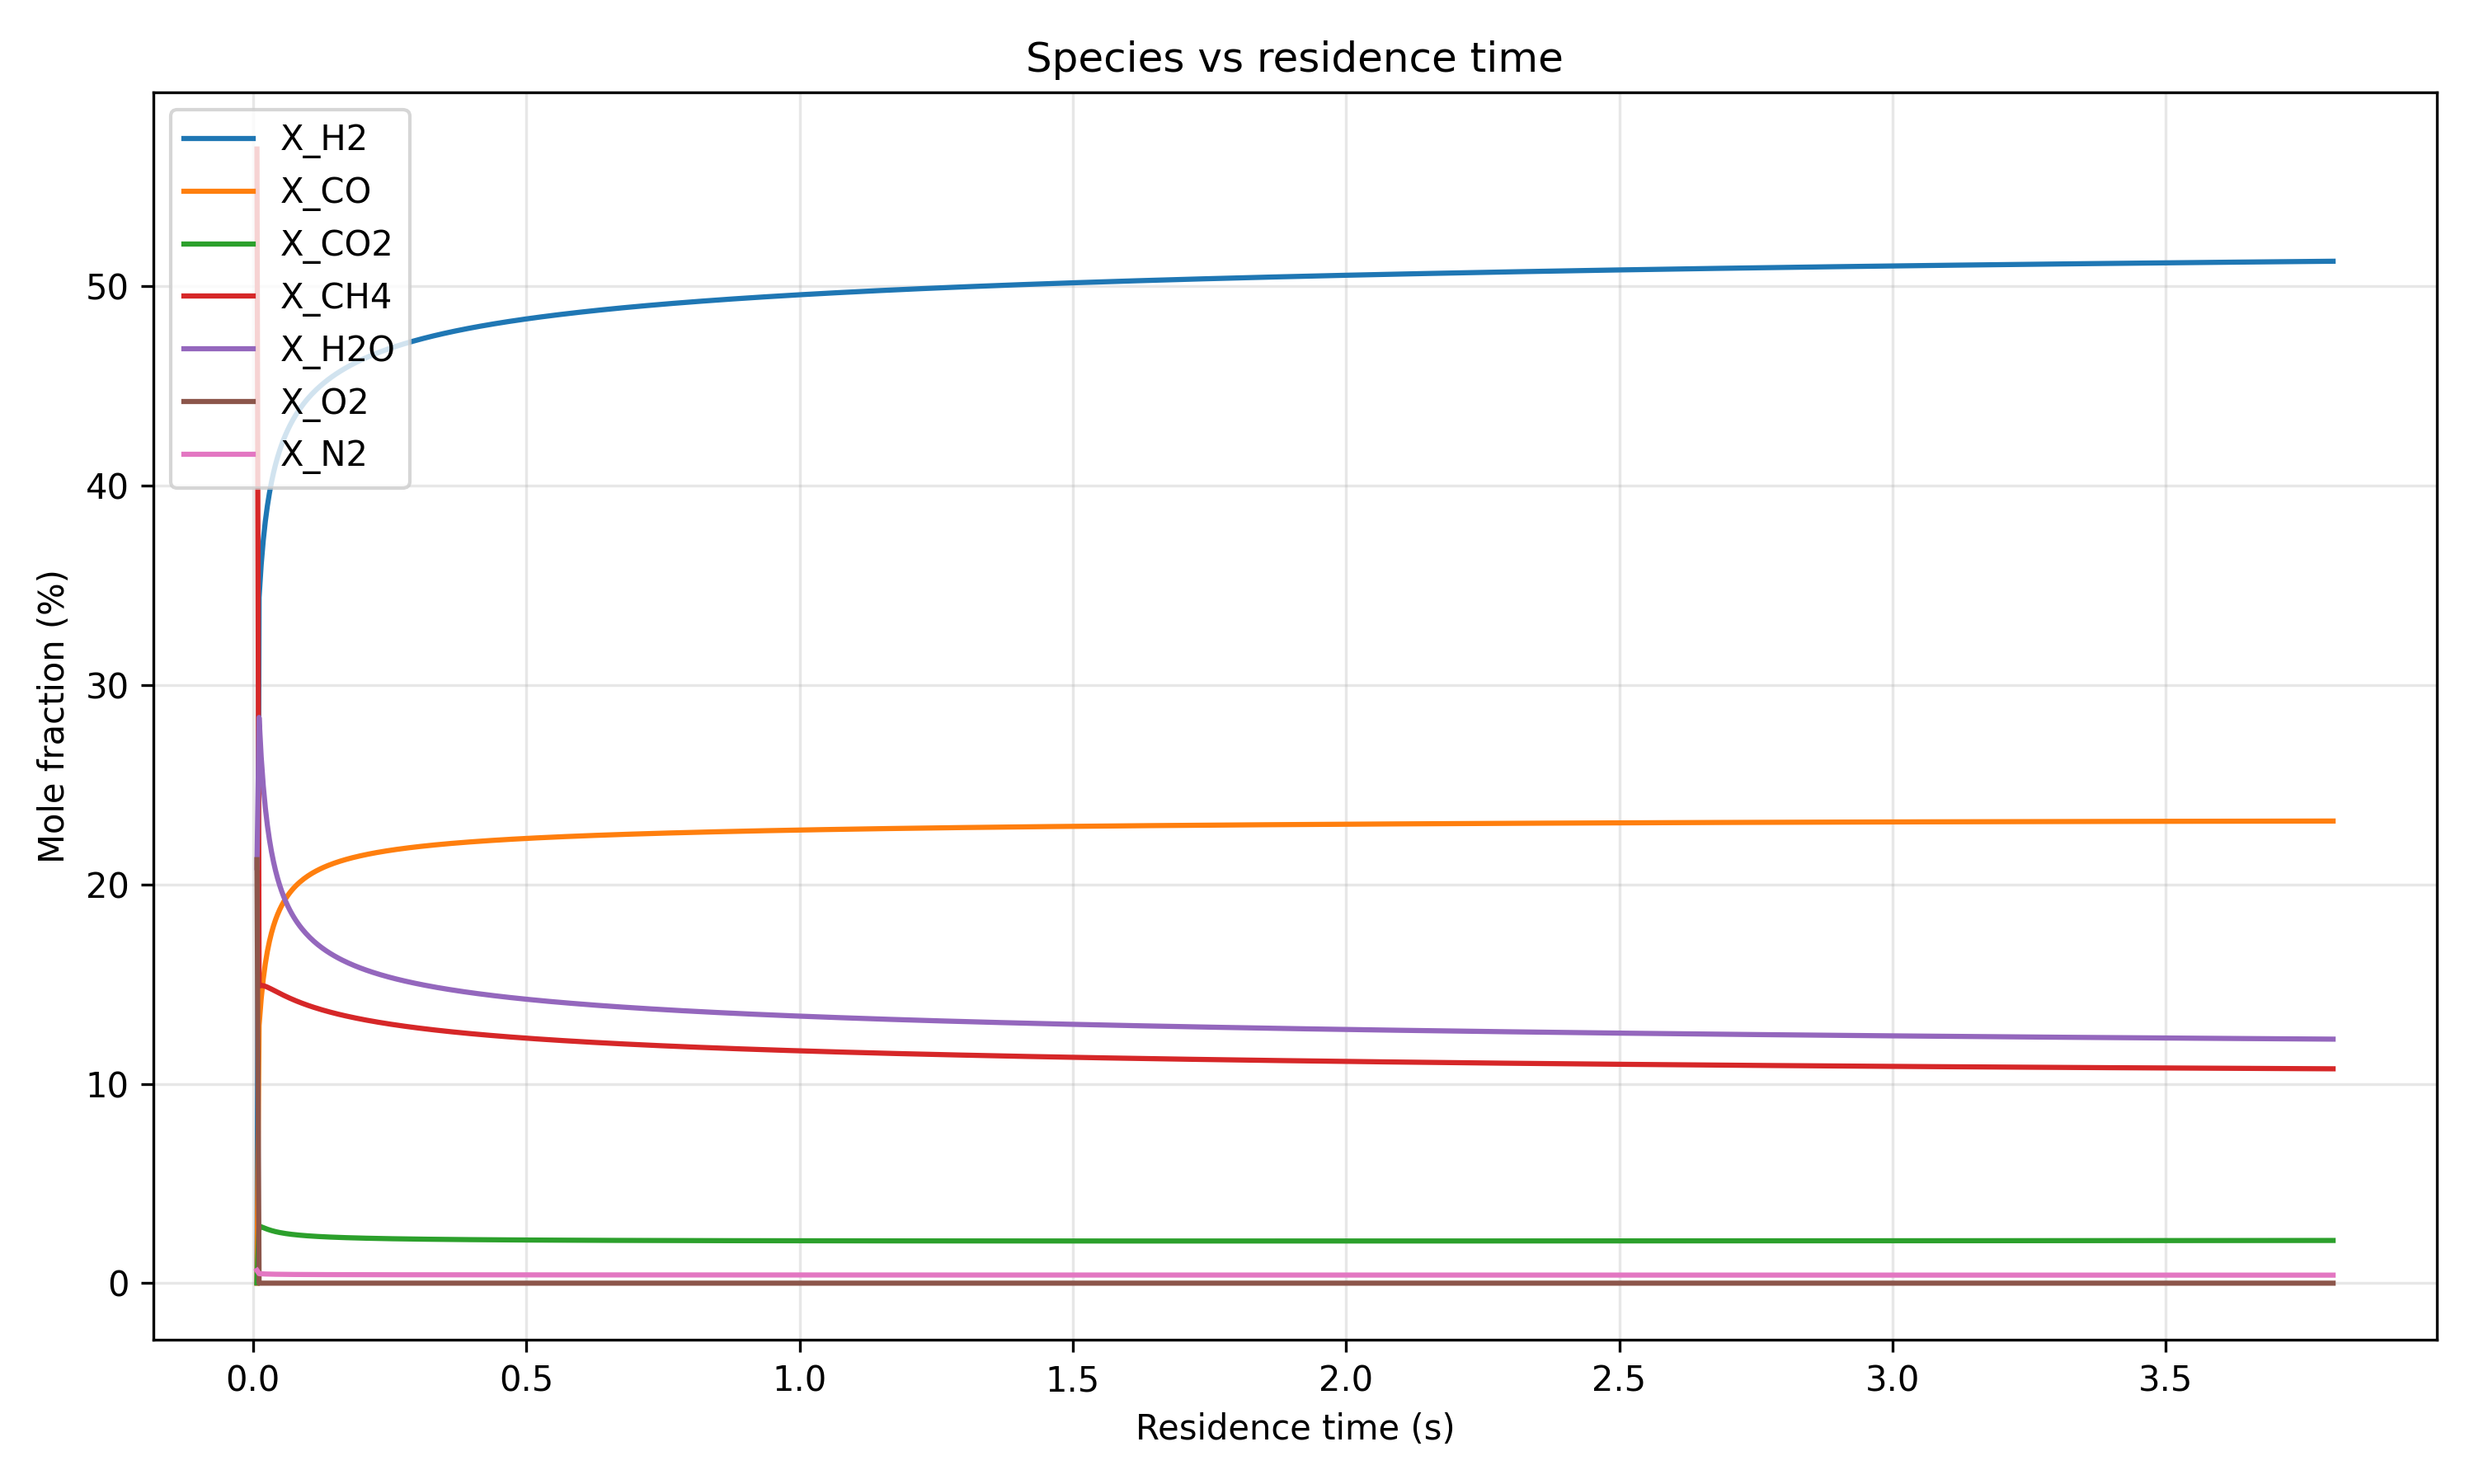 Species vs residence time
X_H2
X_CO
X_CO2
X_CH4
X_H2O
X_O2
X_N2
Mole fraction (%)
50
40
30
20
10
0
0.0 0.5 1.0 1.5 2.0 2.5 3.0 3.5
Residence time (s)